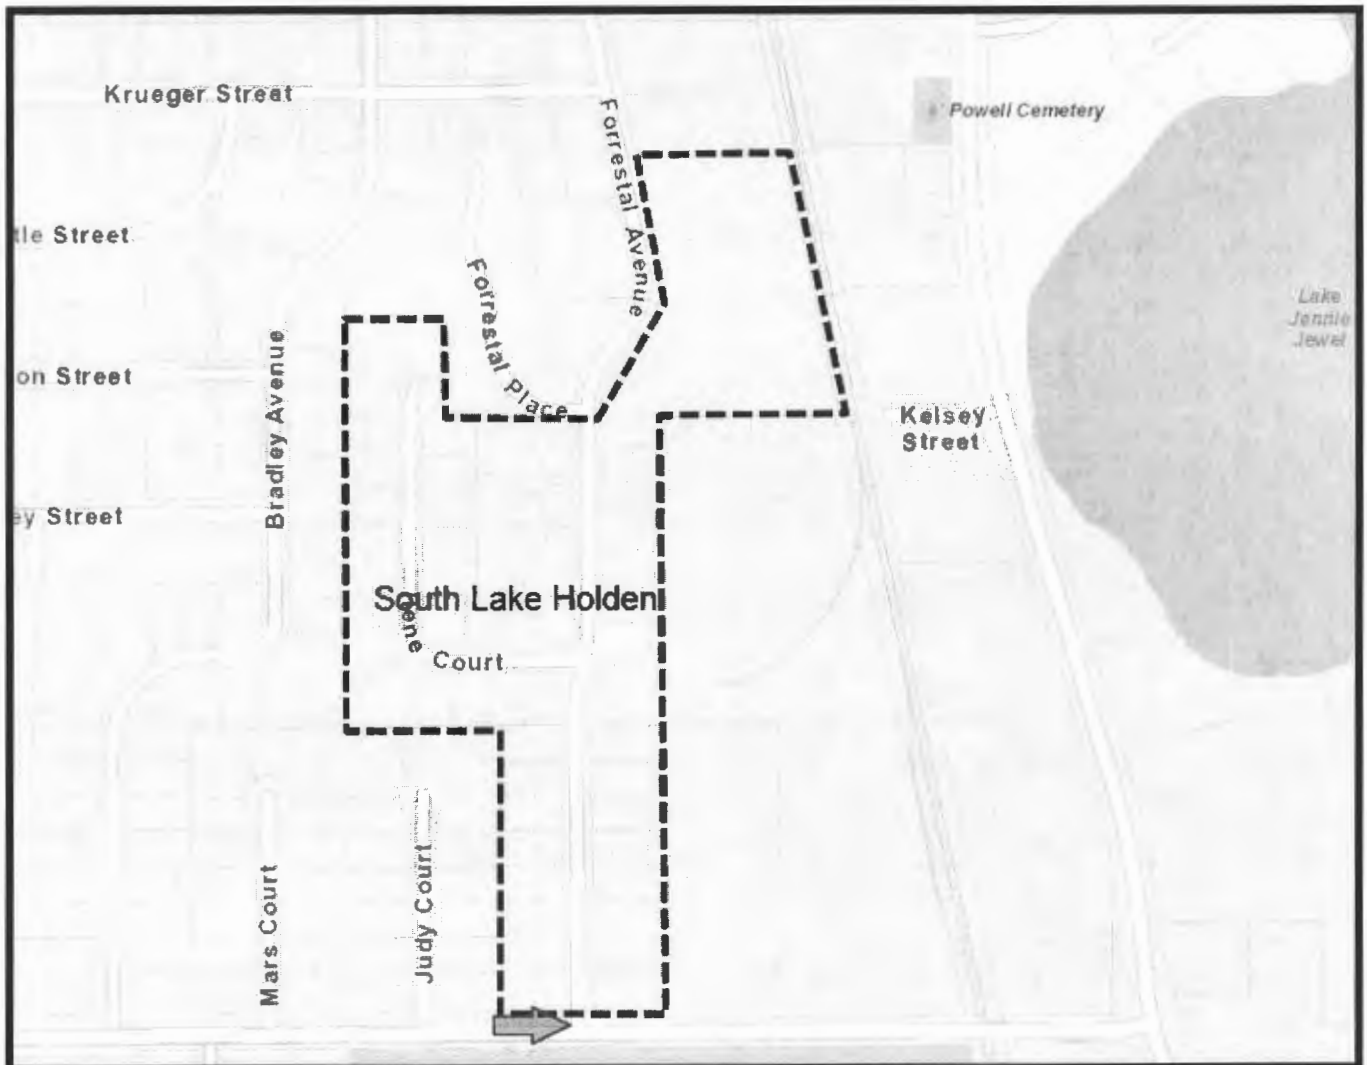 Krueger Street
Powell Cemetery
Forrestal Avenue
tle Street
Forrestal Place
Lake
Jennie
Jewel
on Street
Bradley Avenue
Kelsey
Street
ey Street
South Lake Holden
enue
Court
Judy Court
Mars Court